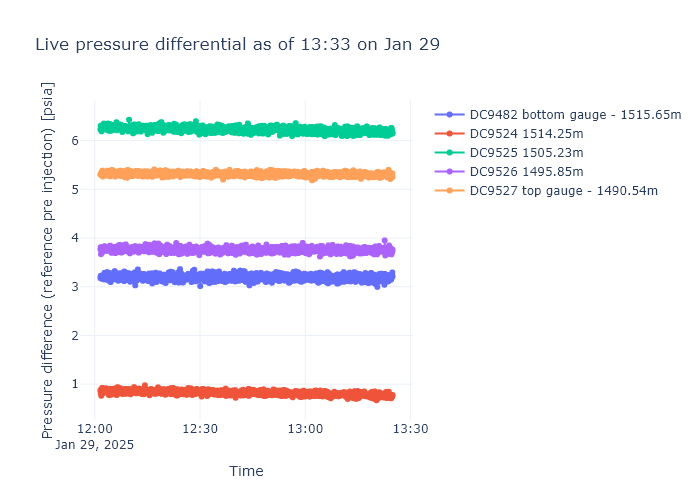 Live pressure differential as of 13:33 on Jan 29
Pressure difference (reference pre injection) [psia]
6
5
4
3
2
1
12:00
12:30
13:00
13:30
Jan 29, 2025
Time
DC9482 bottom gauge - 1515.65m
DC9524 1514.25m
DC9525 1505.23m
DC9526 1495.85m
DC9527 top gauge - 1490.54m